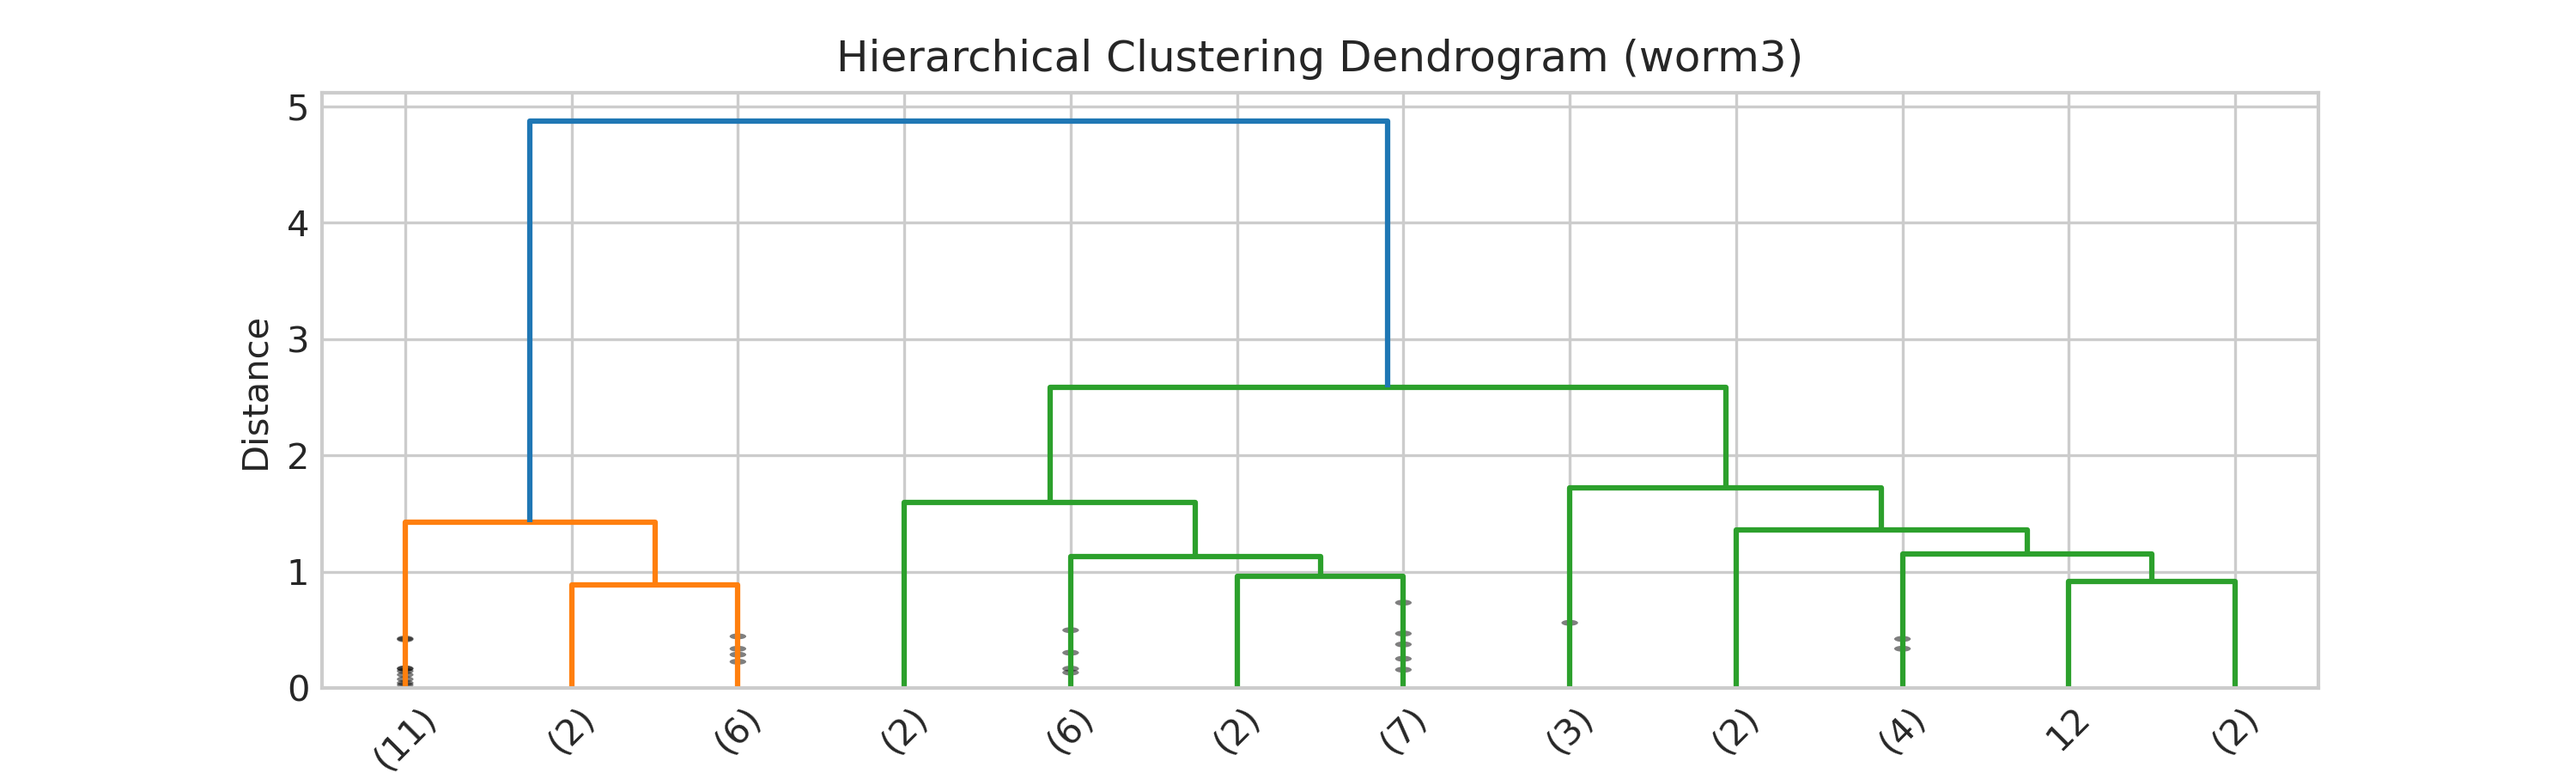 Hierarchical Clustering Dendrogram (worm3)
5
4
3
2
1
0
Distance
(11) (2) (6) (2) (6) (2) (7) (3) (2) (4) 12 (2)